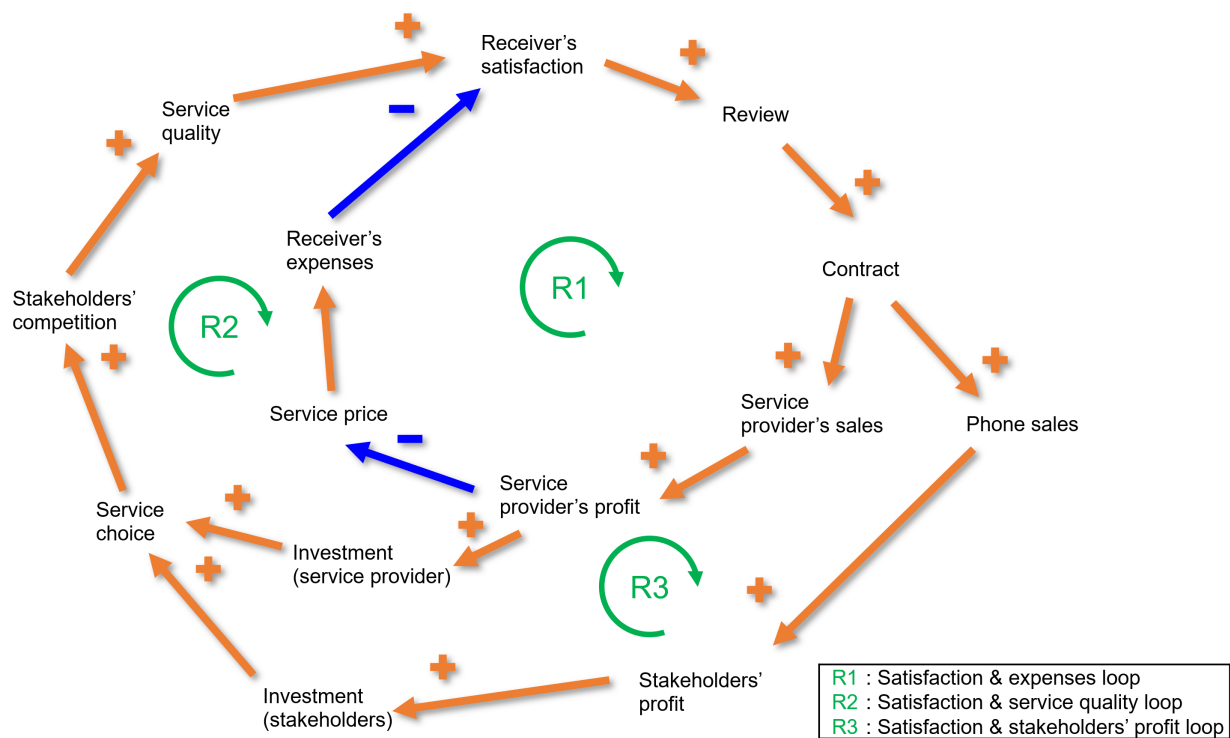 Receiver's
satisfaction
Service
quality
Review
Receiver's
expenses
Contract
R1
Stakeholders'
competition
R2
Service price
Service
provider's sales
Phone sales
Service
provider's profit
Service
choice
Investment
(service provider)
R3
Stakeholders'
profit
Investment
(stakeholders)
R1 : Satisfaction & expenses loop
R2 : Satisfaction & service quality loop
R3 : Satisfaction & stakeholders' profit loop